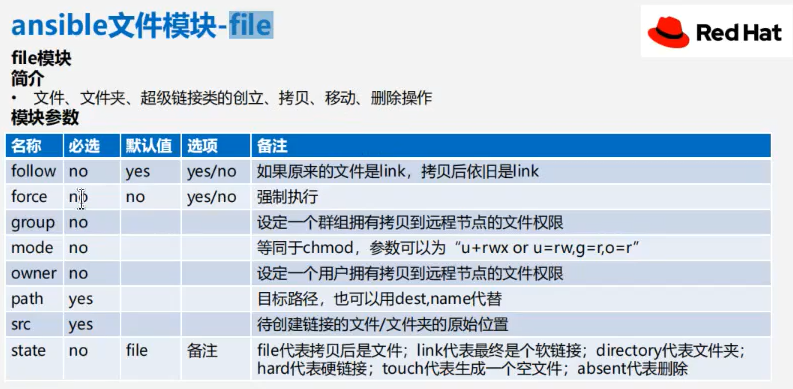 ansible文件模块-file
Red Hat
file模块
简介
• 文件、文件夹、超级链接类的创立、拷贝、移动、删除操作
模块参数
名称 必选 默认值 选项 备注
follow no yes yes/no 如果原来的文件是link，拷贝后依旧是link
force no no yes/no 强制执行
group no 设定一个群组拥有拷贝到远程节点的文件权限
mode no 等同于chmod，参数可以为“u+rwx or u=rw,g=r,o=r”
owner no 设定一个用户拥有拷贝到远程节点的文件权限
path yes 目标路径，也可以用dest,name代替
src yes 待创建链接的文件/文件夹的原始位置
state no file 备注 file代表拷贝后是文件；link代表最终是个软链接；directory代表文件夹；
hard代表硬链接；touch代表生成一个空文件；absent代表删除